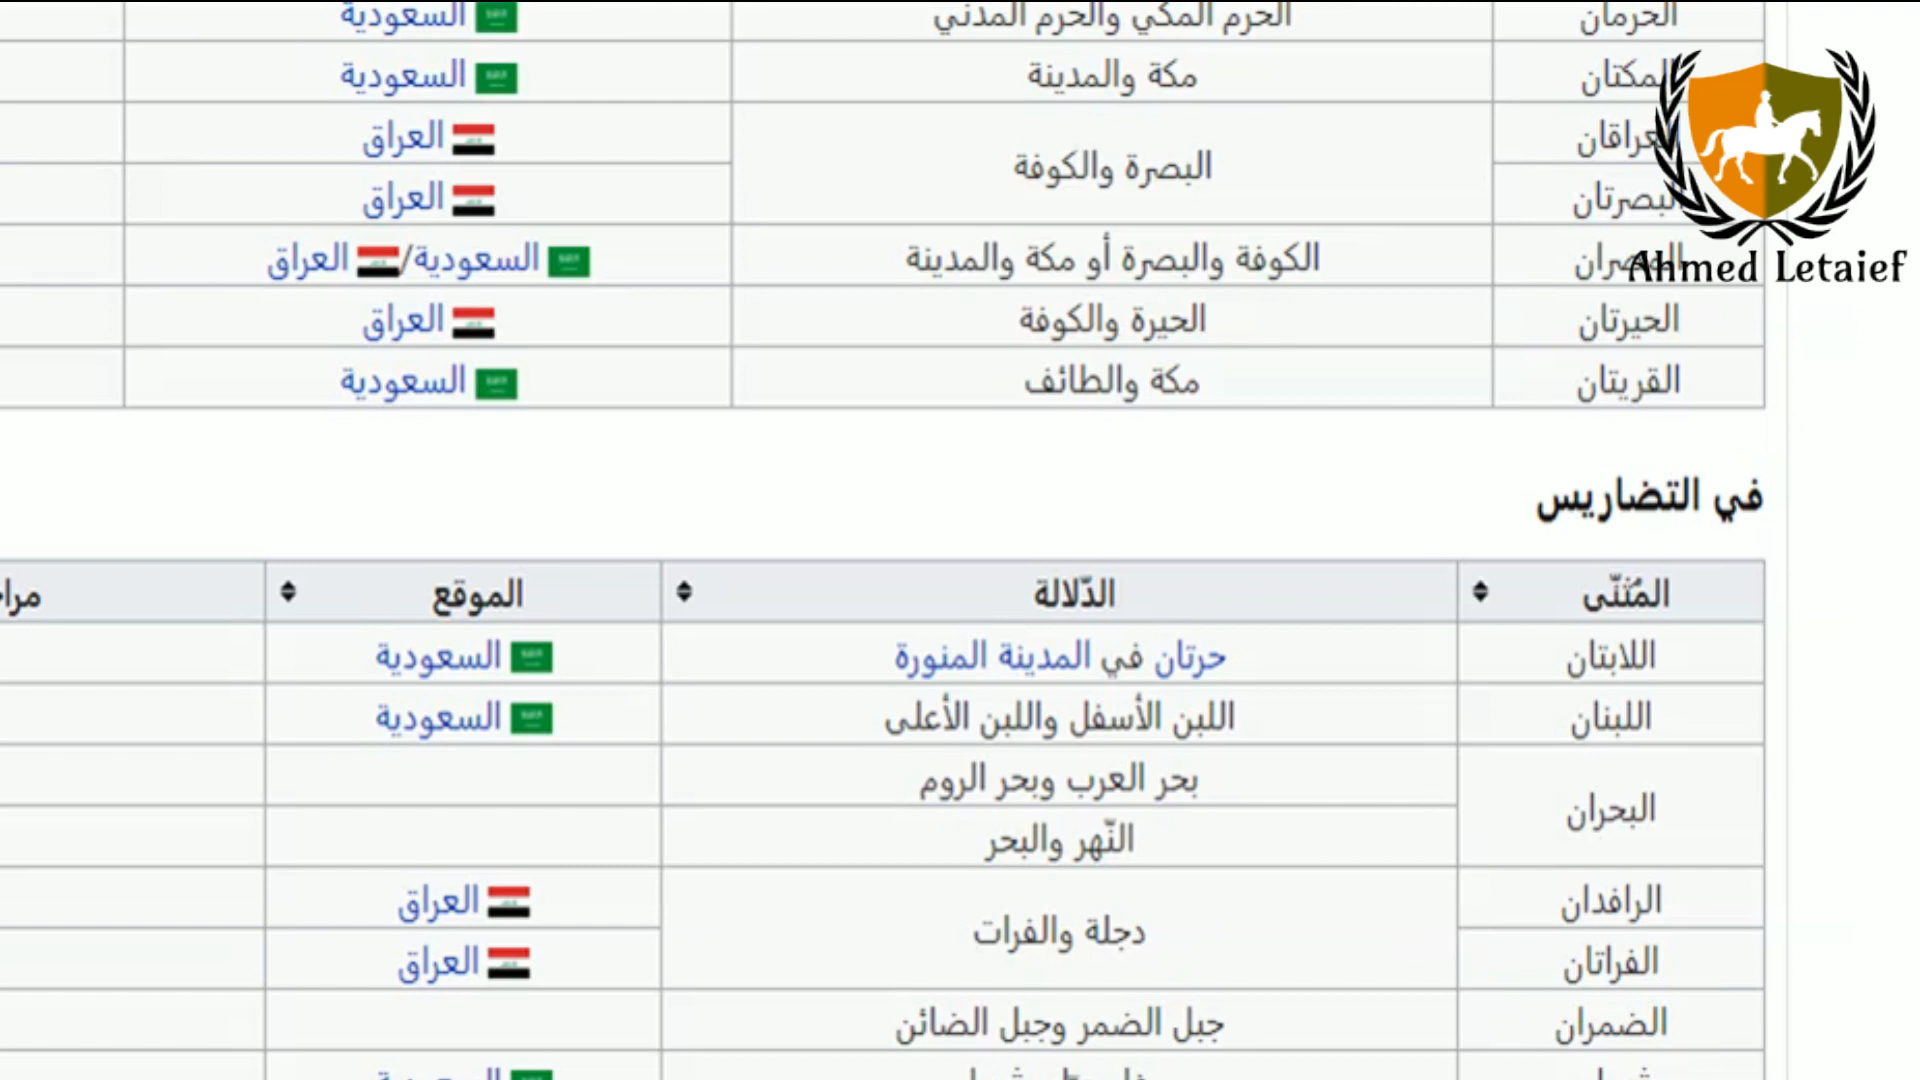 الحرمان الحرم المكي والحرم المدني السعودية
المكتان مكة والمدينة السعودية
العراقان البصرة والكوفة العراق
البصرتان العراق
المصران الكوفة والبصرة أو مكة والمدينة السعودية/ العراق
الحيرتان الحيرة والكوفة العراق
القريتان مكة والطائف السعودية
Ahmed Letaief
في التضاريس
المُثنّى الدّلالة الموقع
اللابتان حرتان في المدينة المنورة السعودية
اللبنان اللبن الأسفل واللبن الأعلى السعودية
البحران بحر العرب وبحر الروم
النّهر والبحر
الرافدان دجلة والفرات العراق
الفراتان العراق
الضمران جبل الضمر وجبل الضائن